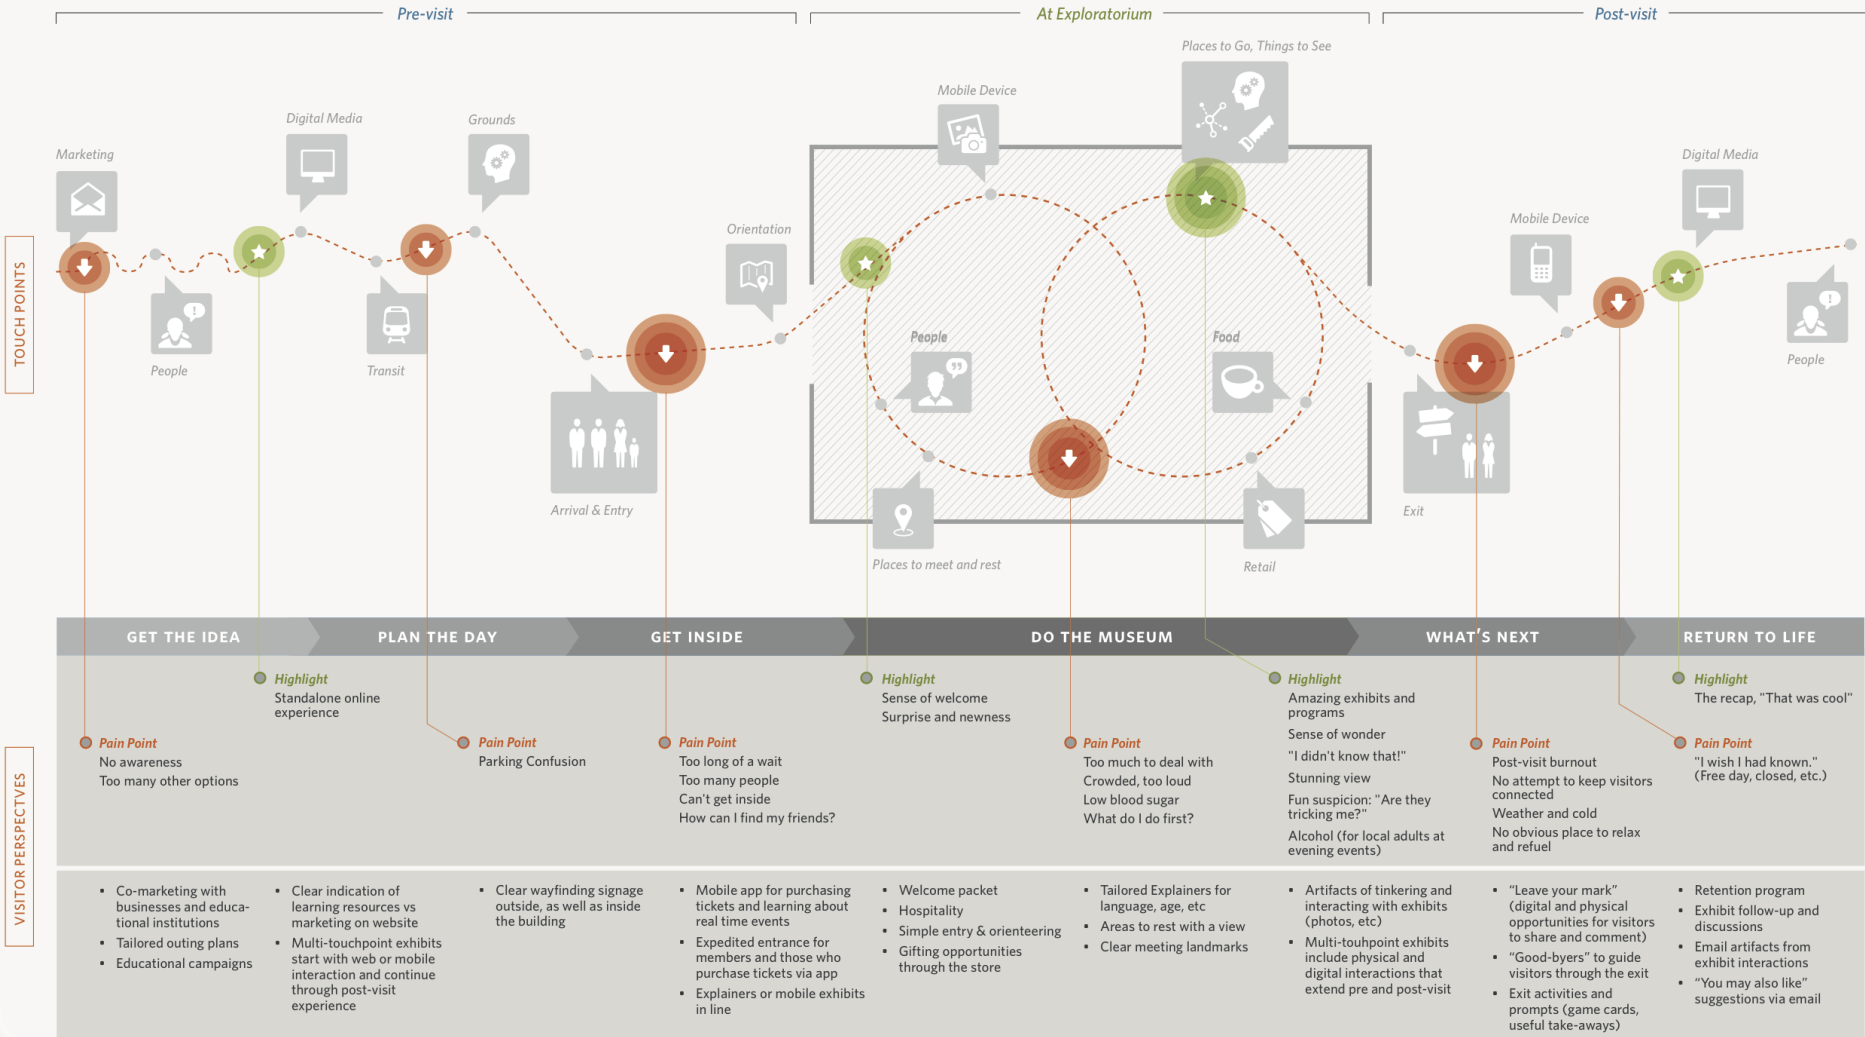 Pre-visit
At Exploratorium
Post-visit
TOUCH POINTS
Marketing
People
Digital Media
Transit
Grounds
Arrival & Entry
Orientation
Mobile Device
Places to Go, Things to See
People
Food
Places to meet and rest
Retail
Exit
Mobile Device
Digital Media
People
GET THE IDEA
PLAN THE DAY
GET INSIDE
DO THE MUSEUM
WHAT'S NEXT
RETURN TO LIFE
VISITOR PERSPECTVES
Pain Point
No awareness
Too many other options
Highlight
Standalone online
experience
Pain Point
Parking Confusion
Pain Point
Too long of a wait
Too many people
Can't get inside
How can I find my friends?
Highlight
Sense of welcome
Surprise and newness
Pain Point
Too much to deal with
Crowded, too loud
Low blood sugar
What do I do first?
Highlight
Amazing exhibits and
programs
Sense of wonder
"I didn't know that!"
Stunning view
Fun suspicion: "Are they
tricking me?"
Alcohol (for local adults at
evening events)
Pain Point
Post-visit burnout
No attempt to keep visitors
connected
Weather and cold
No obvious place to relax
and refuel
Highlight
The recap, "That was cool"
Pain Point
"I wish I had known."
(Free day, closed, etc.)
▪ Co-marketing with
businesses and educa-
tional institutions
▪ Tailored outing plans
▪ Educational campaigns
▪ Clear indication of
learning resources vs
marketing on website
▪ Multi-touchpoint exhibits
start with web or mobile
interaction and continue
through post-visit
experience
▪ Clear wayfinding signage
outside, as well as inside
the building
▪ Mobile app for purchasing
tickets and learning about
real time events
▪ Expedited entrance for
members and those who
purchase tickets via app
▪ Explainers or mobile exhibits
in line
▪ Welcome packet
▪ Hospitality
▪ Simple entry & orienteering
▪ Gifting opportunities
through the store
▪ Tailored Explainers for
language, age, etc
▪ Areas to rest with a view
▪ Clear meeting landmarks
▪ Artifacts of tinkering and
interacting with exhibits
(photos, etc)
▪ Multi-touhpoint exhibits
include physical and
digital interactions that
extend pre and post-visit
▪ “Leave your mark”
(digital and physical
opportunities for visitors
to share and comment)
▪ “Good-byers” to guide
visitors through the exit
▪ Exit activities and
prompts (game cards,
useful take-aways)
▪ Retention program
▪ Exhibit follow-up and
discussions
▪ Email artifacts from
exhibit interactions
▪ “You may also like”
suggestions via email